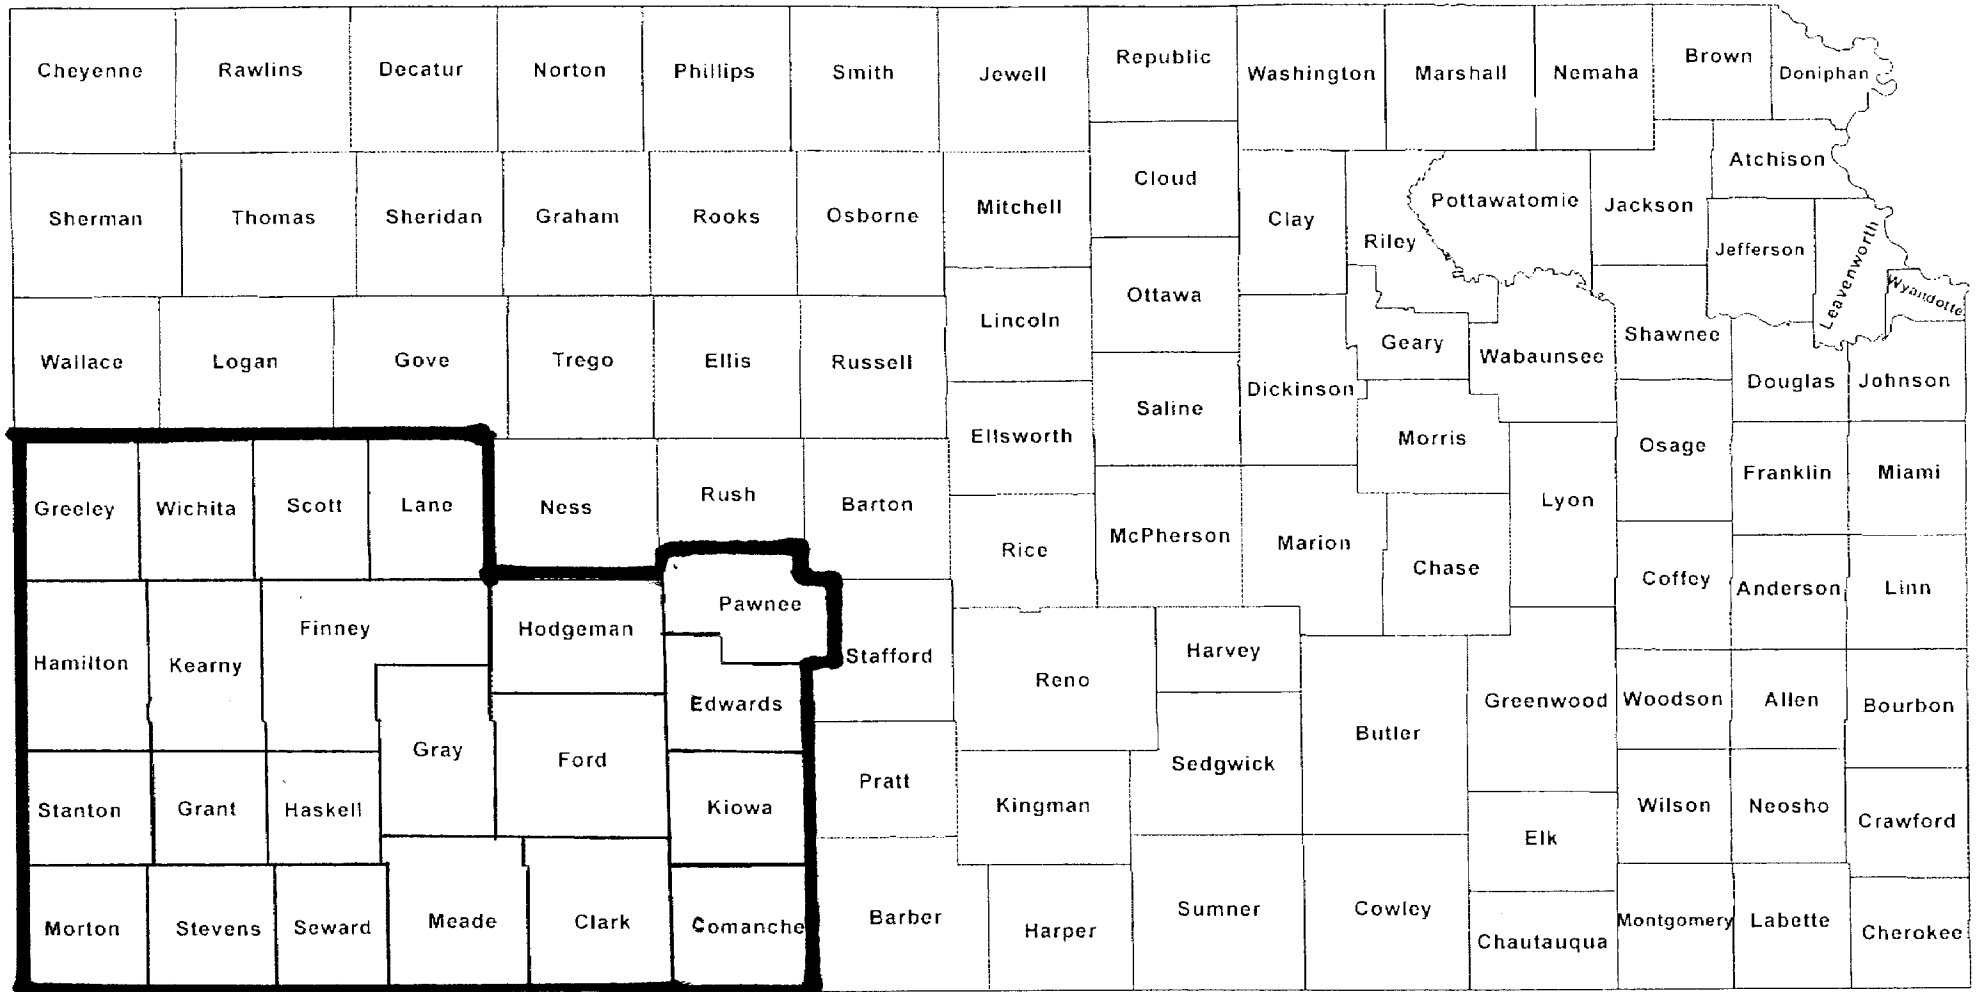 Cheyenne Rawlins Decatur Norton Phillips Smith Jewell Republic Washington Marshall Nemaha Brown Doniphan
Atchison
Cloud
Sherman Thomas Sheridan Graham Rooks Osborne Mitchell Clay Riley Pottawatomie Jackson
Jefferson Leavenworth Wyandotte
Ottawa
Lincoln
Wallace Logan Gove Trego Ellis Russell Geary Wabaunsee Shawnee
Saline Dickinson Douglas Johnson
Ellsworth Morris Osage
Greeley Wichita Scott Lane Ness Rush Barton Lyon Franklin Miami
Rice McPherson Marion Chase
Coffey Anderson Linn
Hamilton Kearny Finney Hodgeman Pawnee Stafford
Reno Harvey
Edwards Greenwood Woodson Allen Bourbon
Gray Ford Pratt Sedgwick Butler
Stanton Grant Haskell Kiowa Kingman Wilson Neosho Crawford
Elk
Morton Stevens Seward Meade Clark Comanche Barber Harper Sumner Cowley
Chautauqua Montgomery Labette Cherokee